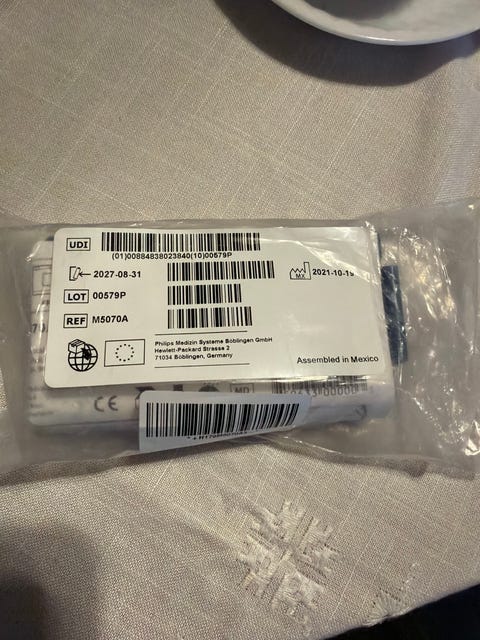 UDI
(01)00884838023840(10)00579P
2027-08-31
MX
2021-10-19
LOT 00579P
REF M5070A
Philips Medizin Systeme Böblingen GmbH
Hewlett-Packard Strasse 2
71034 Böblingen, Germany
Assembled in Mexico
070A
CE
MD